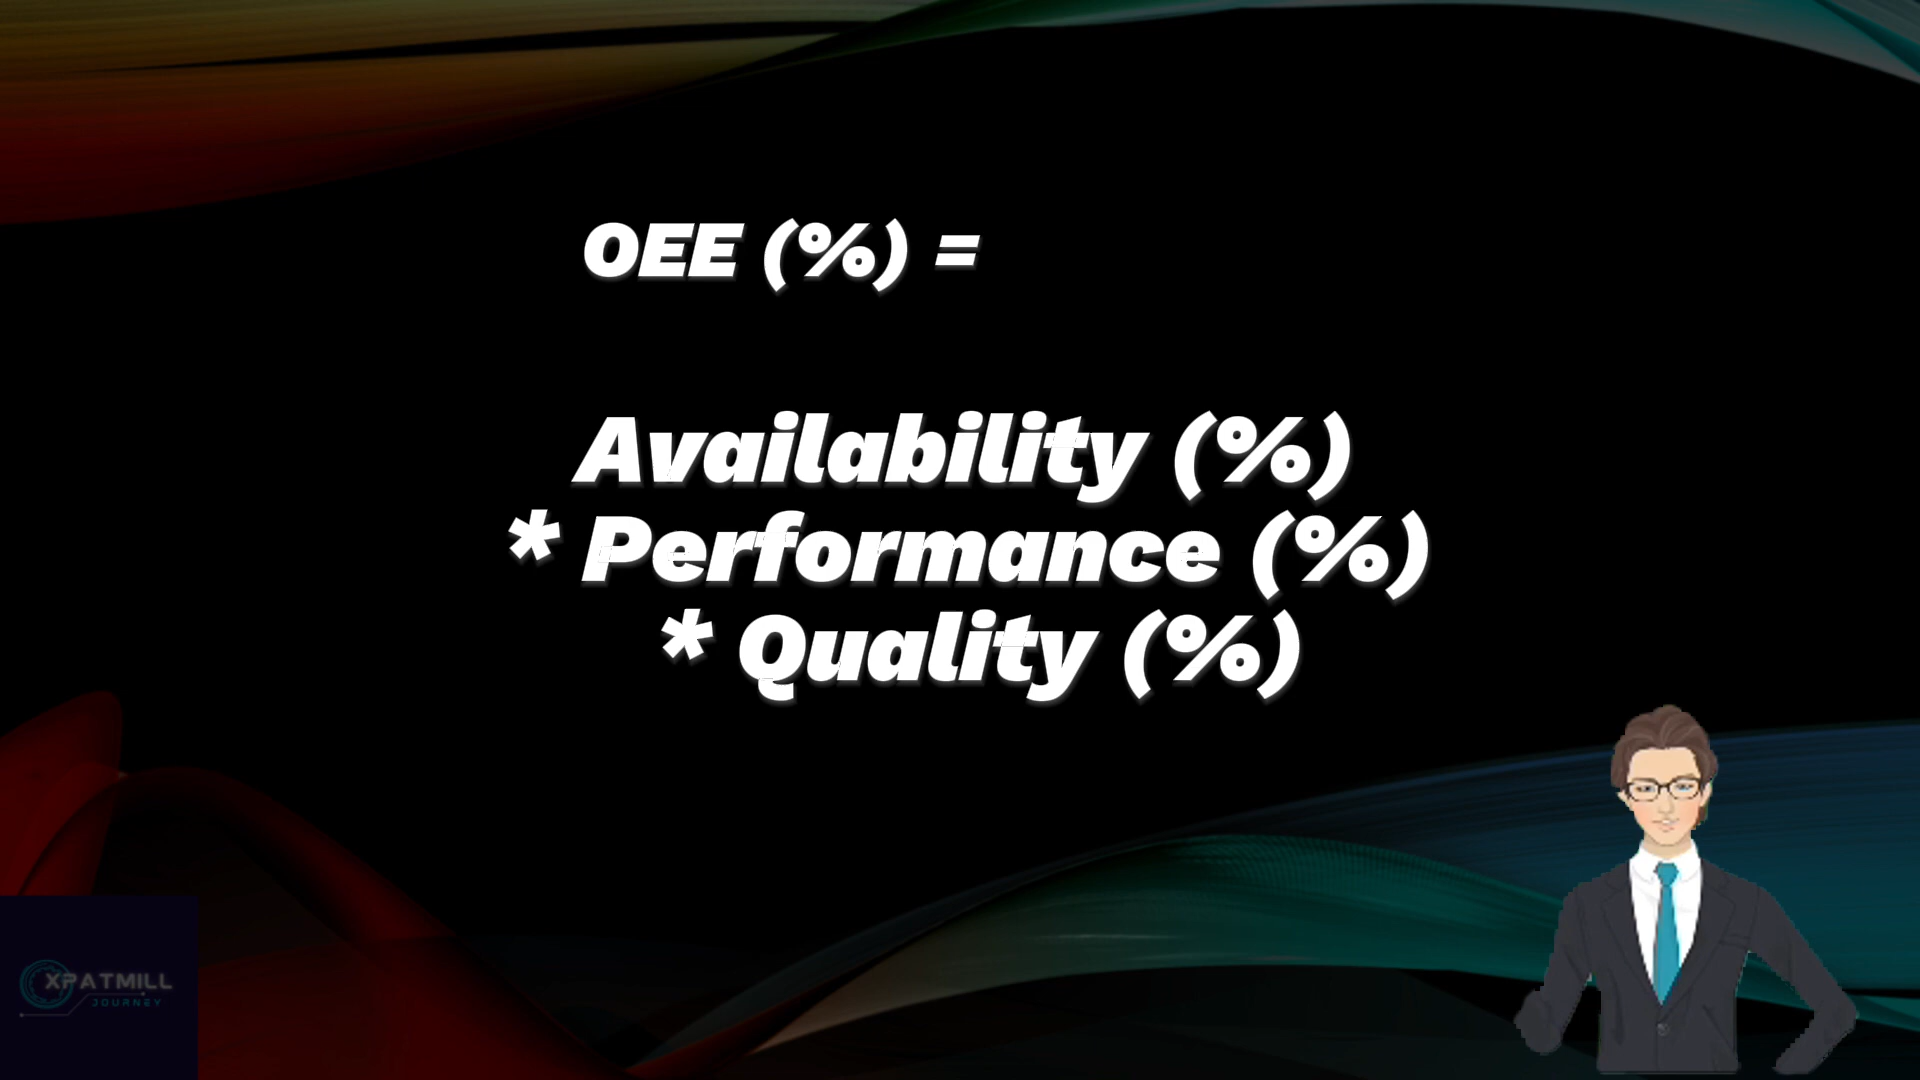 OEE (%) =
Availability (%)
* Performance (%)
* Quality (%)
XPATMILL
JOURNEY